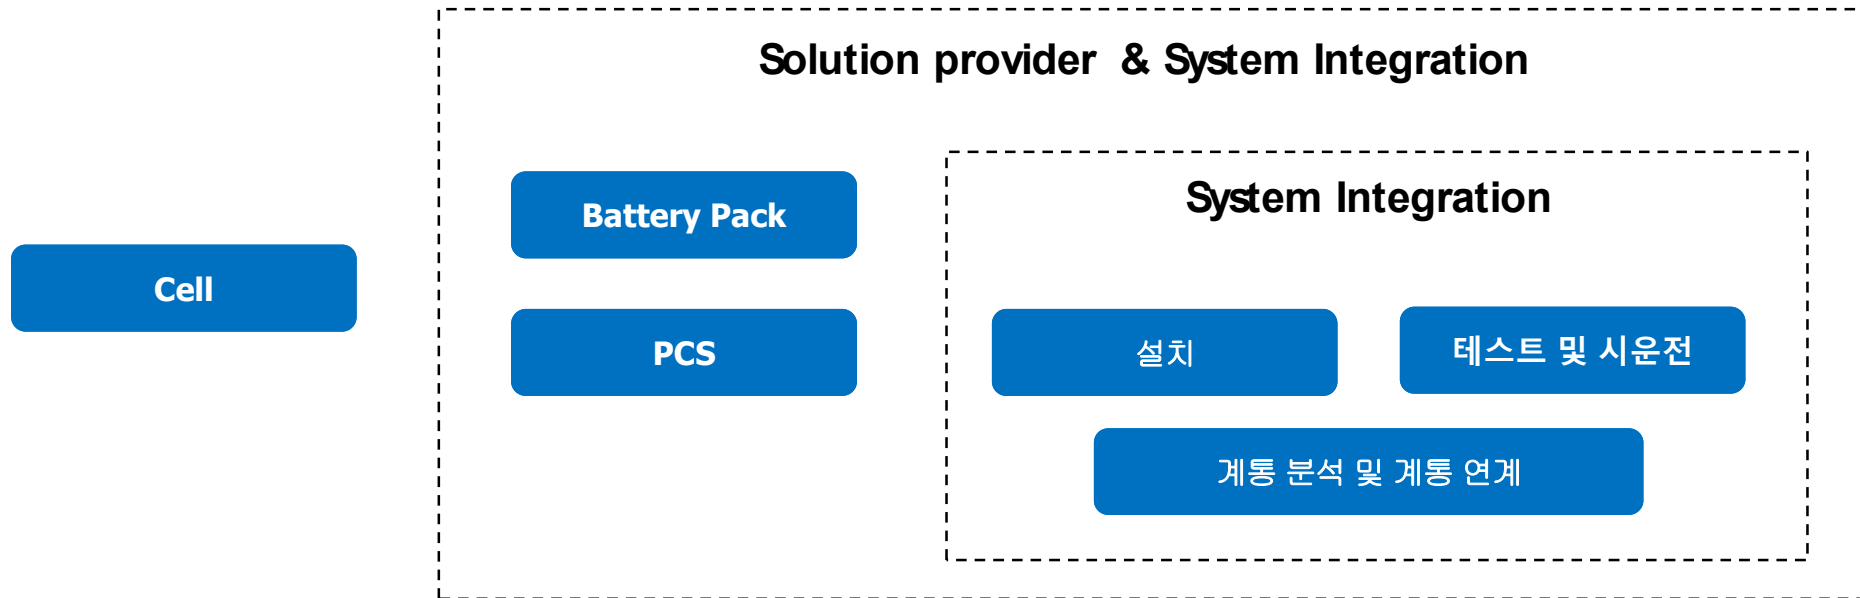 Solution provider & System Integration
System Integration
Battery Pack
Cell
PCS
설치
테스트 및 시운전
계통 분석 및 계통 연계